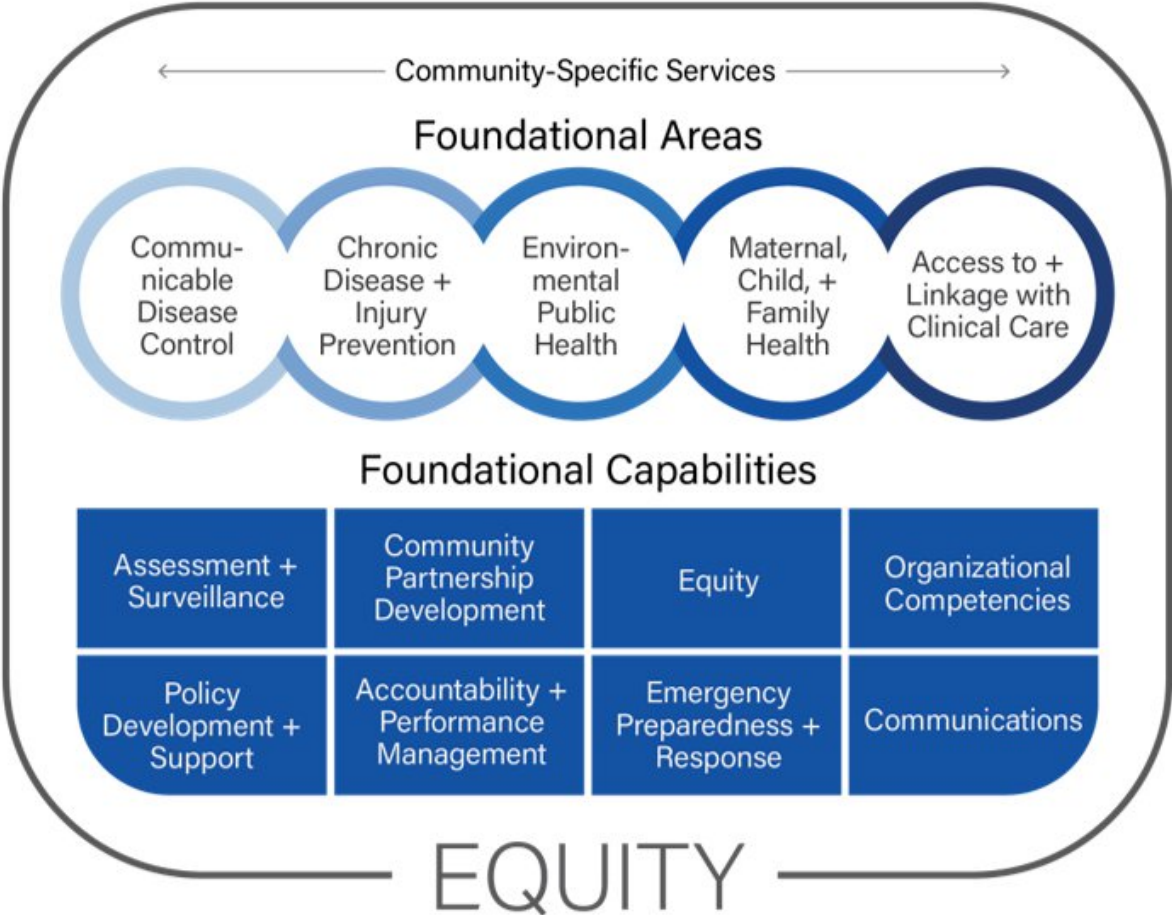 Community-Specific Services
Foundational Areas
Commu-
nicable
Disease
Control
Chronic
Disease +
Injury
Prevention
Environ-
mental
Public
Health
Maternal,
Child, +
Family
Health
Access to +
Linkage with
Clinical Care
Foundational Capabilities
Assessment +
Surveillance
Community
Partnership
Development
Equity
Organizational
Competencies
Policy
Development +
Support
Accountability +
Performance
Management
Emergency
Preparedness +
Response
Communications
EQUITY